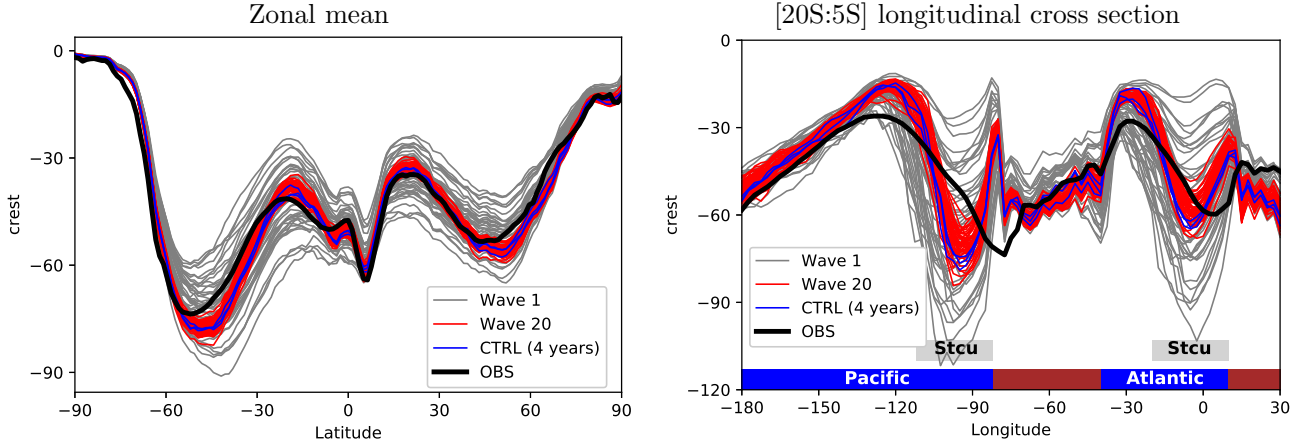 Zonal mean
0
−30
−60
−90
crest
−90 −60 −30 0 30 60 90
Latitude
Wave 1
Wave 20
CTRL (4 years)
OBS
[20S:5S] longitudinal cross section
0
−30
−60
−90
−120
crest
Wave 1
Wave 20
CTRL (4 years)
OBS
Stcu Stcu
Pacific Atlantic
−180 −150 −120 −90 −60 −30 0 30
Longitude